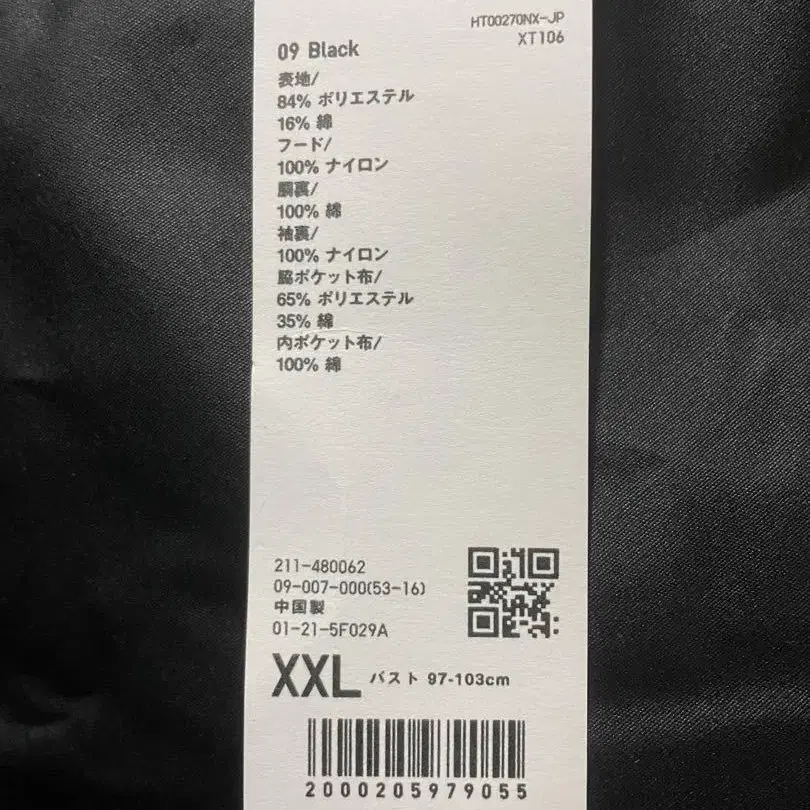 HT00270NX-JP
XT106
09 Black
表地/
84% ポリエステル
16% 綿
フード/
100% ナイロン
胴裏/
100% 綿
袖裏/
100% ナイロン
脇ポケット布/
65% ポリエステル
35% 綿
内ポケット布/
100% 綿
211-480062
09-007-000(53-16)
中国製
01-21-5F029A
XXL バスト 97-103cm
2000205979055